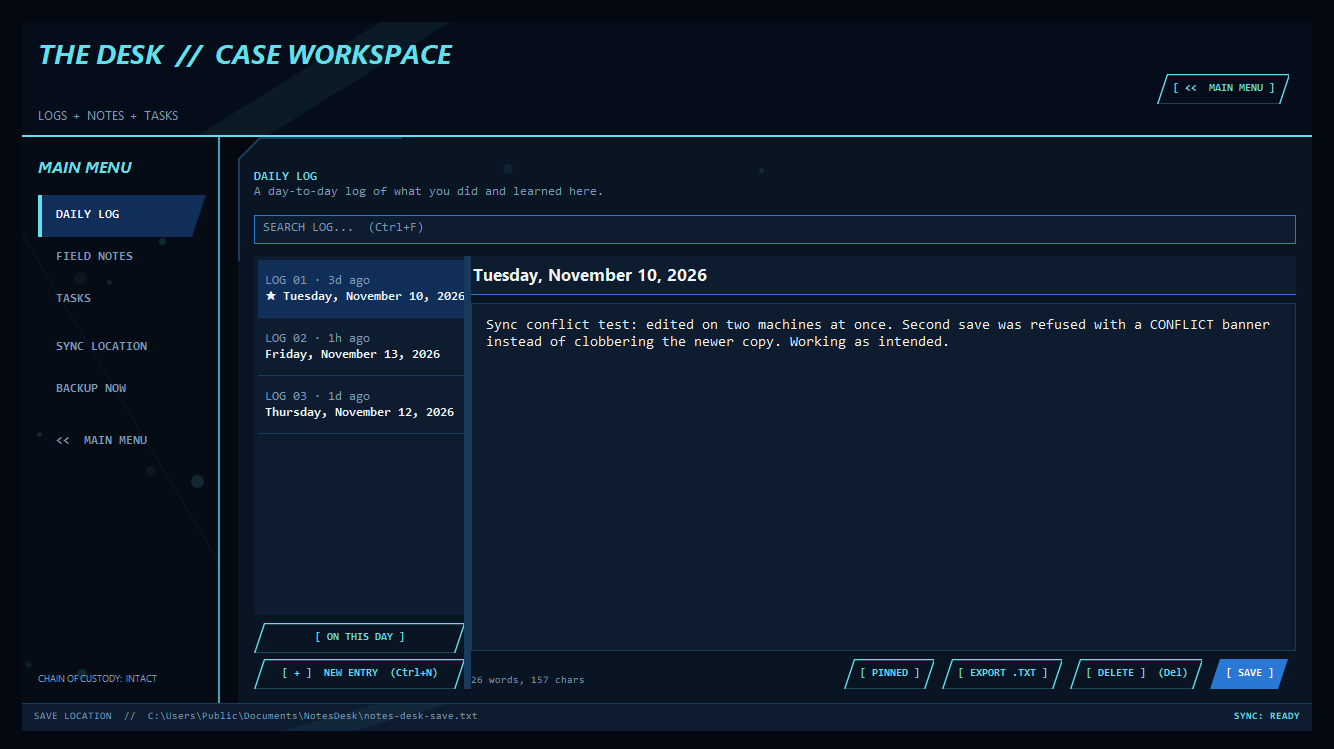 THE DESK // CASE WORKSPACE
LOGS + NOTES + TASKS
[ << MAIN MENU ]
MAIN MENU
DAILY LOG
FIELD NOTES
TASKS
SYNC LOCATION
BACKUP NOW
<< MAIN MENU
CHAIN OF CUSTODY: INTACT
DAILY LOG
A day-to-day log of what you did and learned here.
SEARCH LOG... (Ctrl+F)
LOG 01 · 3d ago
★ Tuesday, November 10, 2026
LOG 02 · 1h ago
Friday, November 13, 2026
LOG 03 · 1d ago
Thursday, November 12, 2026
[ ON THIS DAY ]
[ + ] NEW ENTRY (Ctrl+N)
Tuesday, November 10, 2026
Sync conflict test: edited on two machines at once. Second save was refused with a CONFLICT banner
instead of clobbering the newer copy. Working as intended.
26 words, 157 chars
[ PINNED ]
[ EXPORT .TXT ]
[ DELETE ] (Del)
[ SAVE ]
SAVE LOCATION // C:\Users\Public\Documents\NotesDesk\notes-desk-save.txt
SYNC: READY